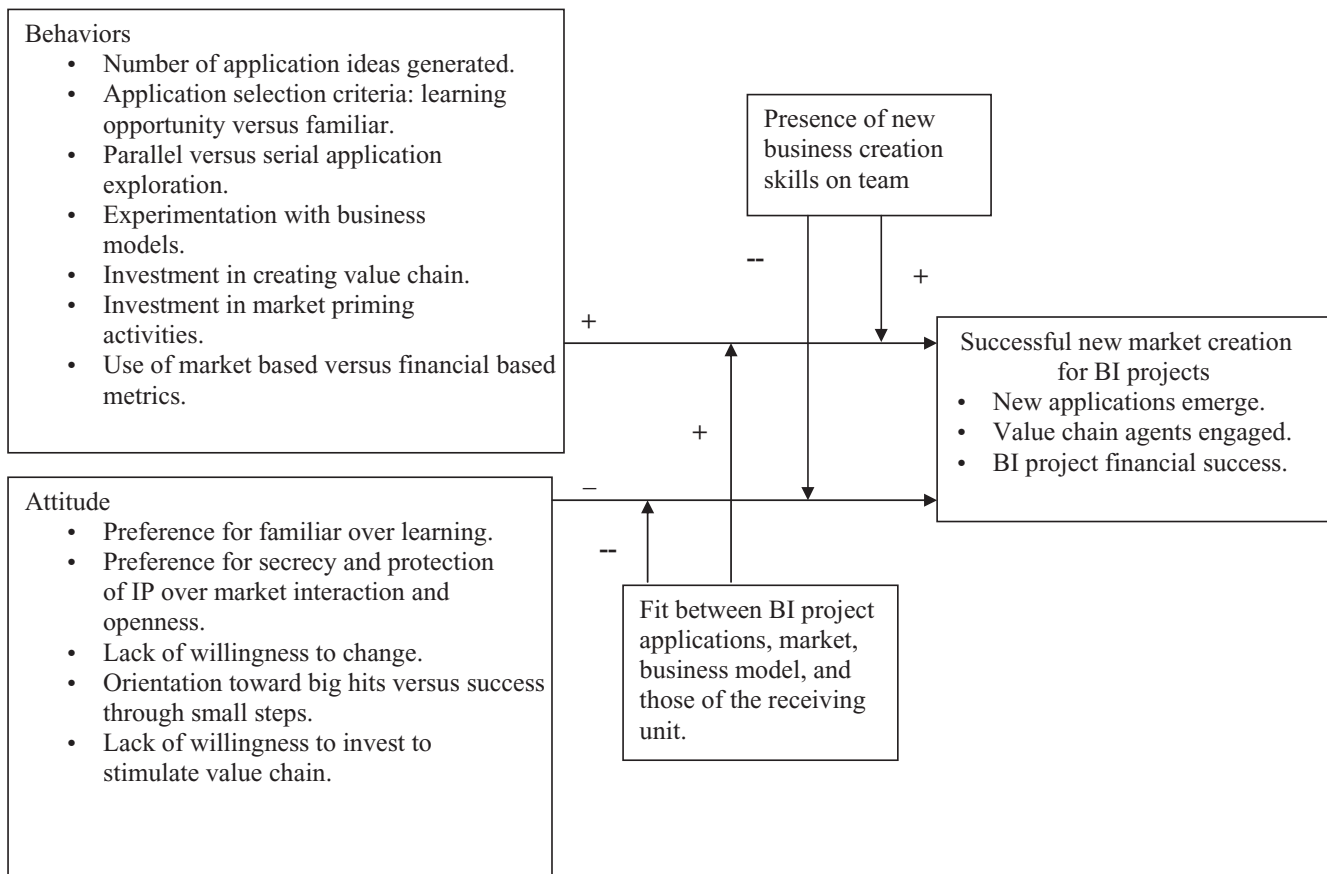 Behaviors
• Number of application ideas generated.
• Application selection criteria: learning
opportunity versus familiar.
• Parallel versus serial application
exploration.
• Experimentation with business
models.
• Investment in creating value chain.
• Investment in market priming
activities.
• Use of market based versus financial based
metrics.
Attitude
• Preference for familiar over learning.
• Preference for secrecy and protection
of IP over market interaction and
openness.
• Lack of willingness to change.
• Orientation toward big hits versus success
through small steps.
• Lack of willingness to invest to
stimulate value chain.
Presence of new
business creation
skills on team
--
+
+
+
–
--
Fit between BI project
applications, market,
business model, and
those of the receiving
unit.
Successful new market creation
for BI projects
• New applications emerge.
• Value chain agents engaged.
• BI project financial success.